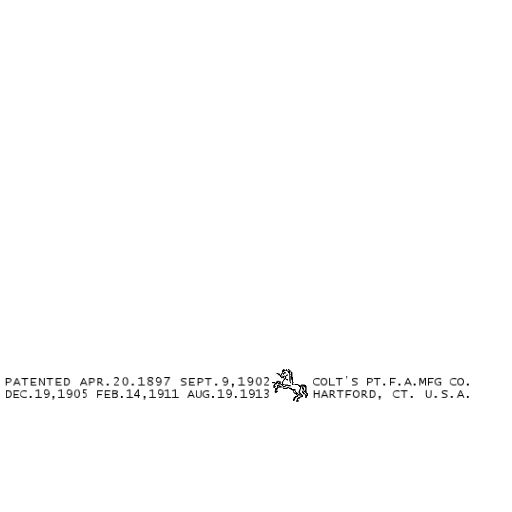 PATENTED APR.20.1897 SEPT.9,1902 COLT'S PT.F.A.MFG CO.
DEC.19,1905 FEB.14,1911 AUG.19.1913 HARTFORD, CT. U.S.A.